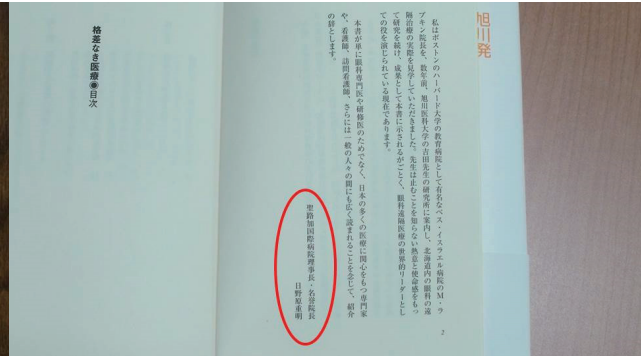 旭川発
私はボストンのハーバード大学の教育病院として有名なベス・イスラエル病院のM・ラ
ブキン院長を、数年前、旭川医科大学の吉田先生の研究所に案内し、北海道内の眼科の遠
隔治療の実際を見学していただきました。先生は止むことを知らない熱意と使命感をもっ
て研究を続け、成果として本書に示されるがごとく、眼科遠隔医療の世界的リーダーとし
ての役を演じられている現在であります。
本書が単に眼科専門医や研修医のためでなく、日本の多くの医療に関心をもつ専門家
や、看護師、訪問看護師、さらには一般の人々の間にも広く読まれることを念じて、紹介
の辞とします。
聖路加国際病院理事長・名誉院長
日野原重明
2
格差なき医療◉目次